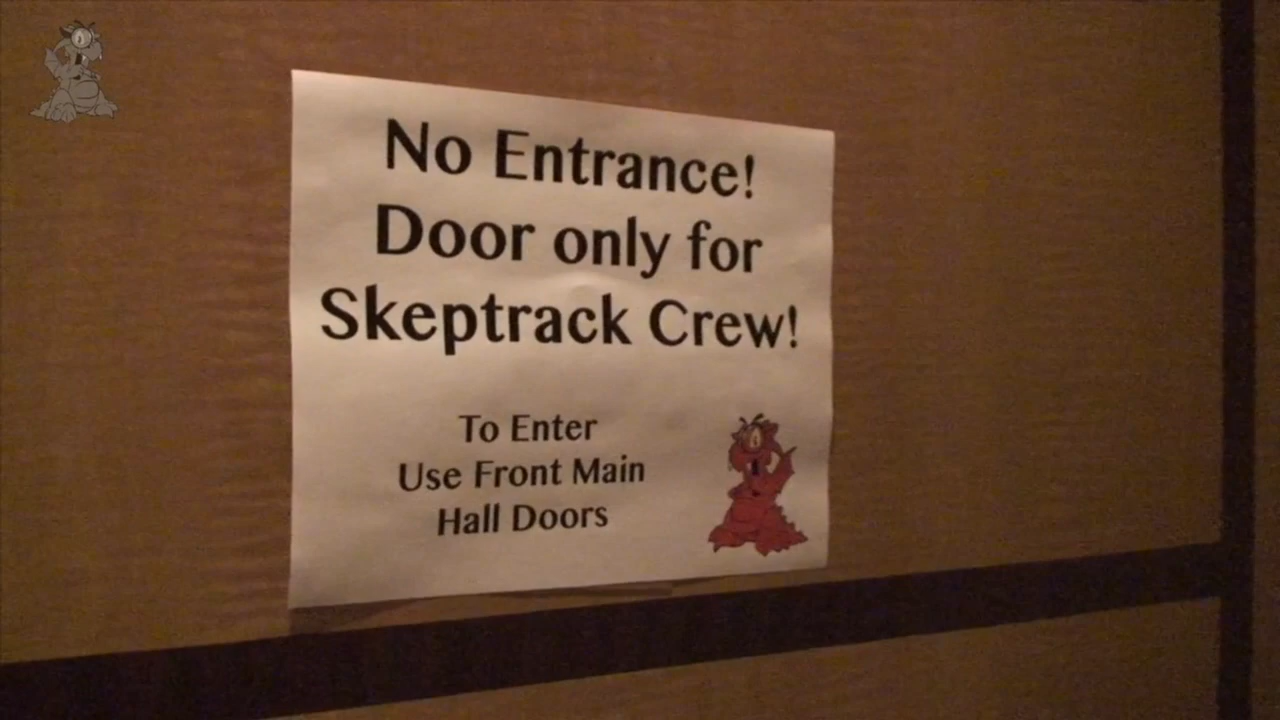 No Entrance!
Door only for
Skeptrack Crew!
To Enter
Use Front Main
Hall Doors